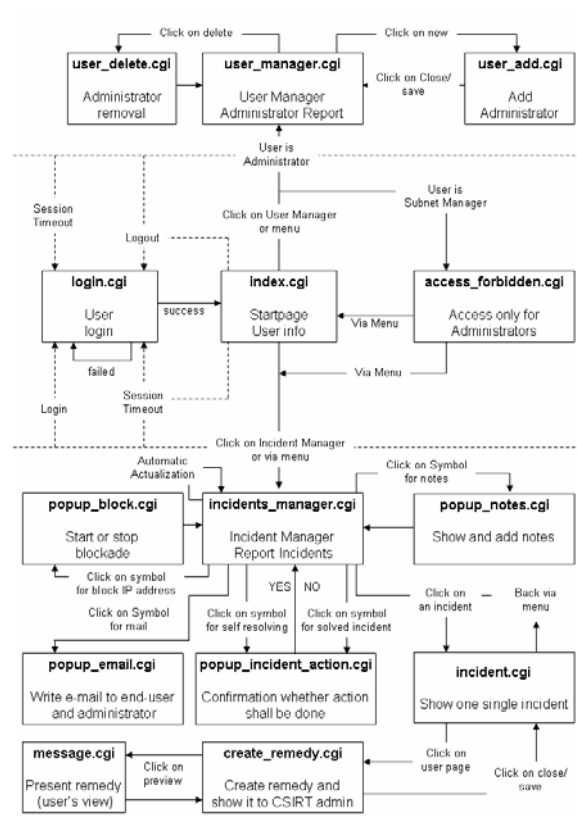 Click on delete
Click on new
user_delete.cgi
Administrator
removal
user_manager.cgi
User Manager
Administrator Report
Click on Close/
save
user_add.cgi
Add
Administrator
User is
Administrator
Session
Timeout
Logout
Click on User Manager
or menu
User is
Subnet Manager
login.cgi
User
login
success
failed
index.cgi
Startpage
User info
Via Menu
access_forbidden.cgi
Access only for
Administrators
Via Menu
Login
Session
Timeout
Click on Incident Manager
or via menu
Automatic
Actualization
Click on Symbol
for notes
popup_block.cgi
Start or stop
blockade
incidents_manager.cgi
Incident Manager
Report Incidents
popup_notes.cgi
Show and add notes
Click on symbol
for block IP address
YES
NO
Click on Symbol
for mail
Click on symbol
for self resolving
Click on symbol
for solved incident
Click on
an incident
Back via
menu
popup_email.cgi
Write e-mail to end-user
and administrator
popup_incident_action.cgi
Confirmation whether action
shall be done
incident.cgi
Show one single incident
message.cgi
Present remedy
(user's view)
Click on
preview
create_remedy.cgi
Create remedy and
show it to CSIRT admin
Click on
user page
Click on close/
save